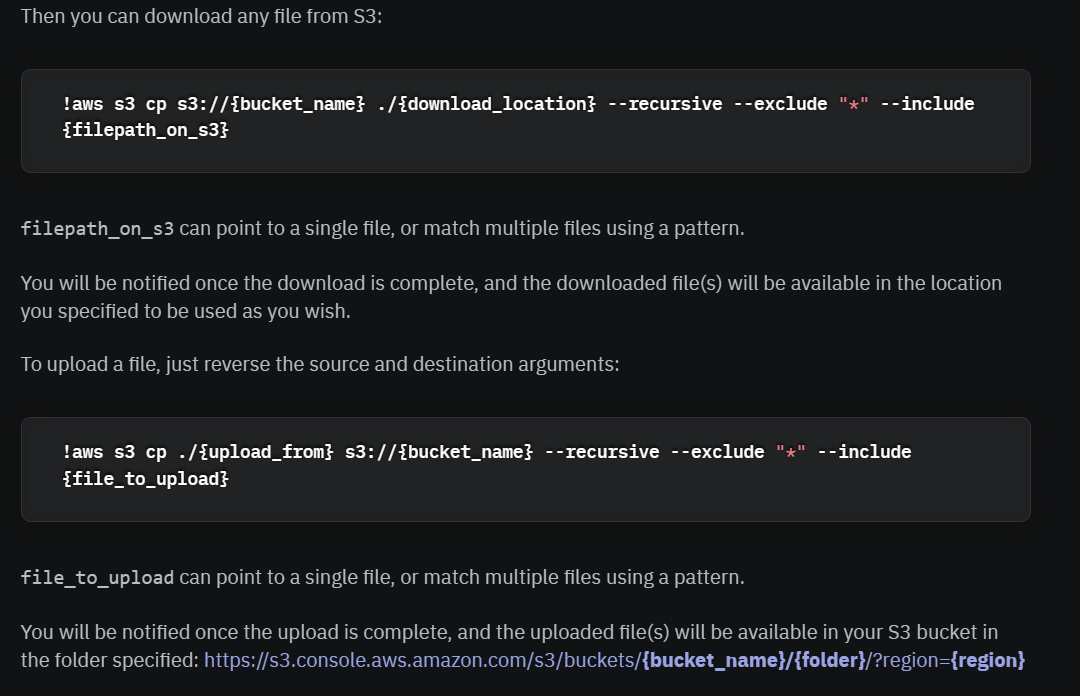 Then you can download any file from S3:
!aws s3 cp s3://{bucket_name} ./{download_location} --recursive --exclude "*" --include
{filepath_on_s3}
filepath_on_s3 can point to a single file, or match multiple files using a pattern.
You will be notified once the download is complete, and the downloaded file(s) will be available in the location
you specified to be used as you wish.
To upload a file, just reverse the source and destination arguments:
!aws s3 cp ./{upload_from} s3://{bucket_name} --recursive --exclude "*" --include
{file_to_upload}
file_to_upload can point to a single file, or match multiple files using a pattern.
You will be notified once the upload is complete, and the uploaded file(s) will be available in your S3 bucket in
the folder specified: https://s3.console.aws.amazon.com/s3/buckets/{bucket_name}/{folder}/?region={region}